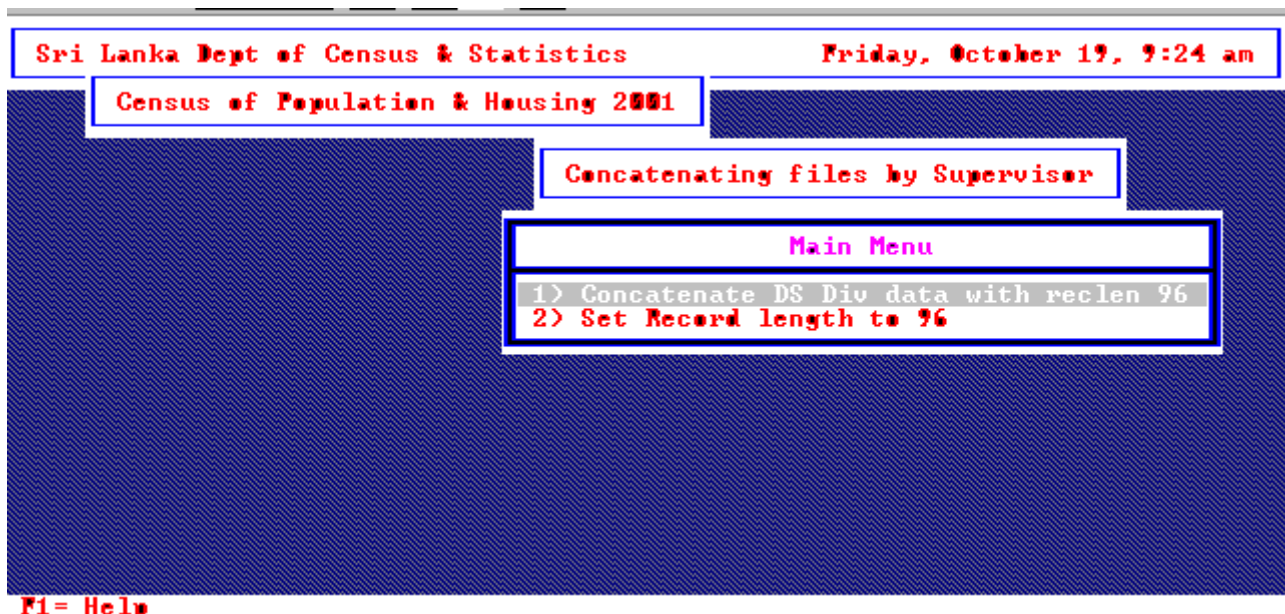 Sri Lanka Dept of Census & Statistics Friday, October 19, 9:24 am
Census of Population & Housing 2001
Concatenating files by Supervisor
Main Menu
1) Concatenate DS Div data with reclen 96
2) Set Record length to 96
F1= Help